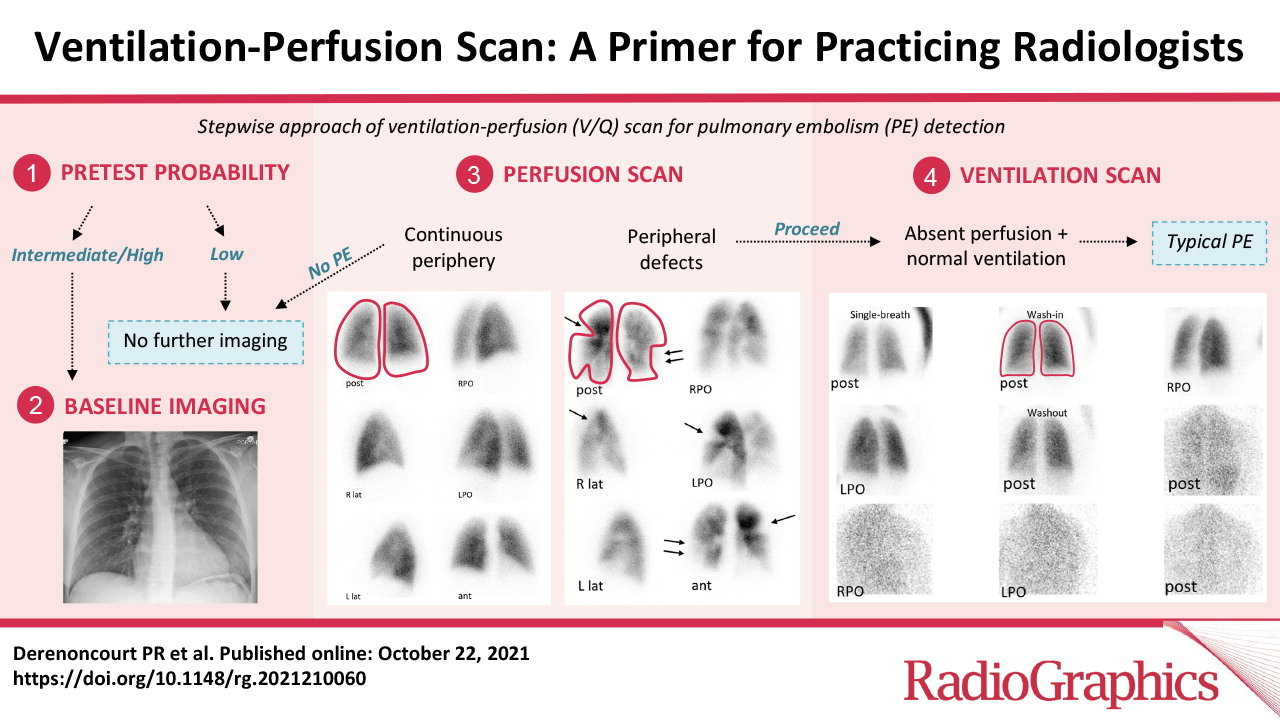 Ventilation-Perfusion Scan: A Primer for Practicing Radiologists
Stepwise approach of ventilation-perfusion (V/Q) scan for pulmonary embolism (PE) detection
1 PRETEST PROBABILITY
Intermediate/High
Low
No further imaging
2 BASELINE IMAGING
PORTABLE
3 PERFUSION SCAN
No PE
Continuous
periphery
Peripheral
defects
Proceed
post
RPO
R lat
LPO
L lat
ant
post
RPO
R lat
LPO
L lat
ant
4 VENTILATION SCAN
Absent perfusion +
normal ventilation
Typical PE
Single-breath
Wash-in
post
post
RPO
Washout
LPO
post
post
RPO
LPO
post
Derenoncourt PR et al. Published online: October 22, 2021
https://doi.org/10.1148/rg.2021210060
RadioGraphics